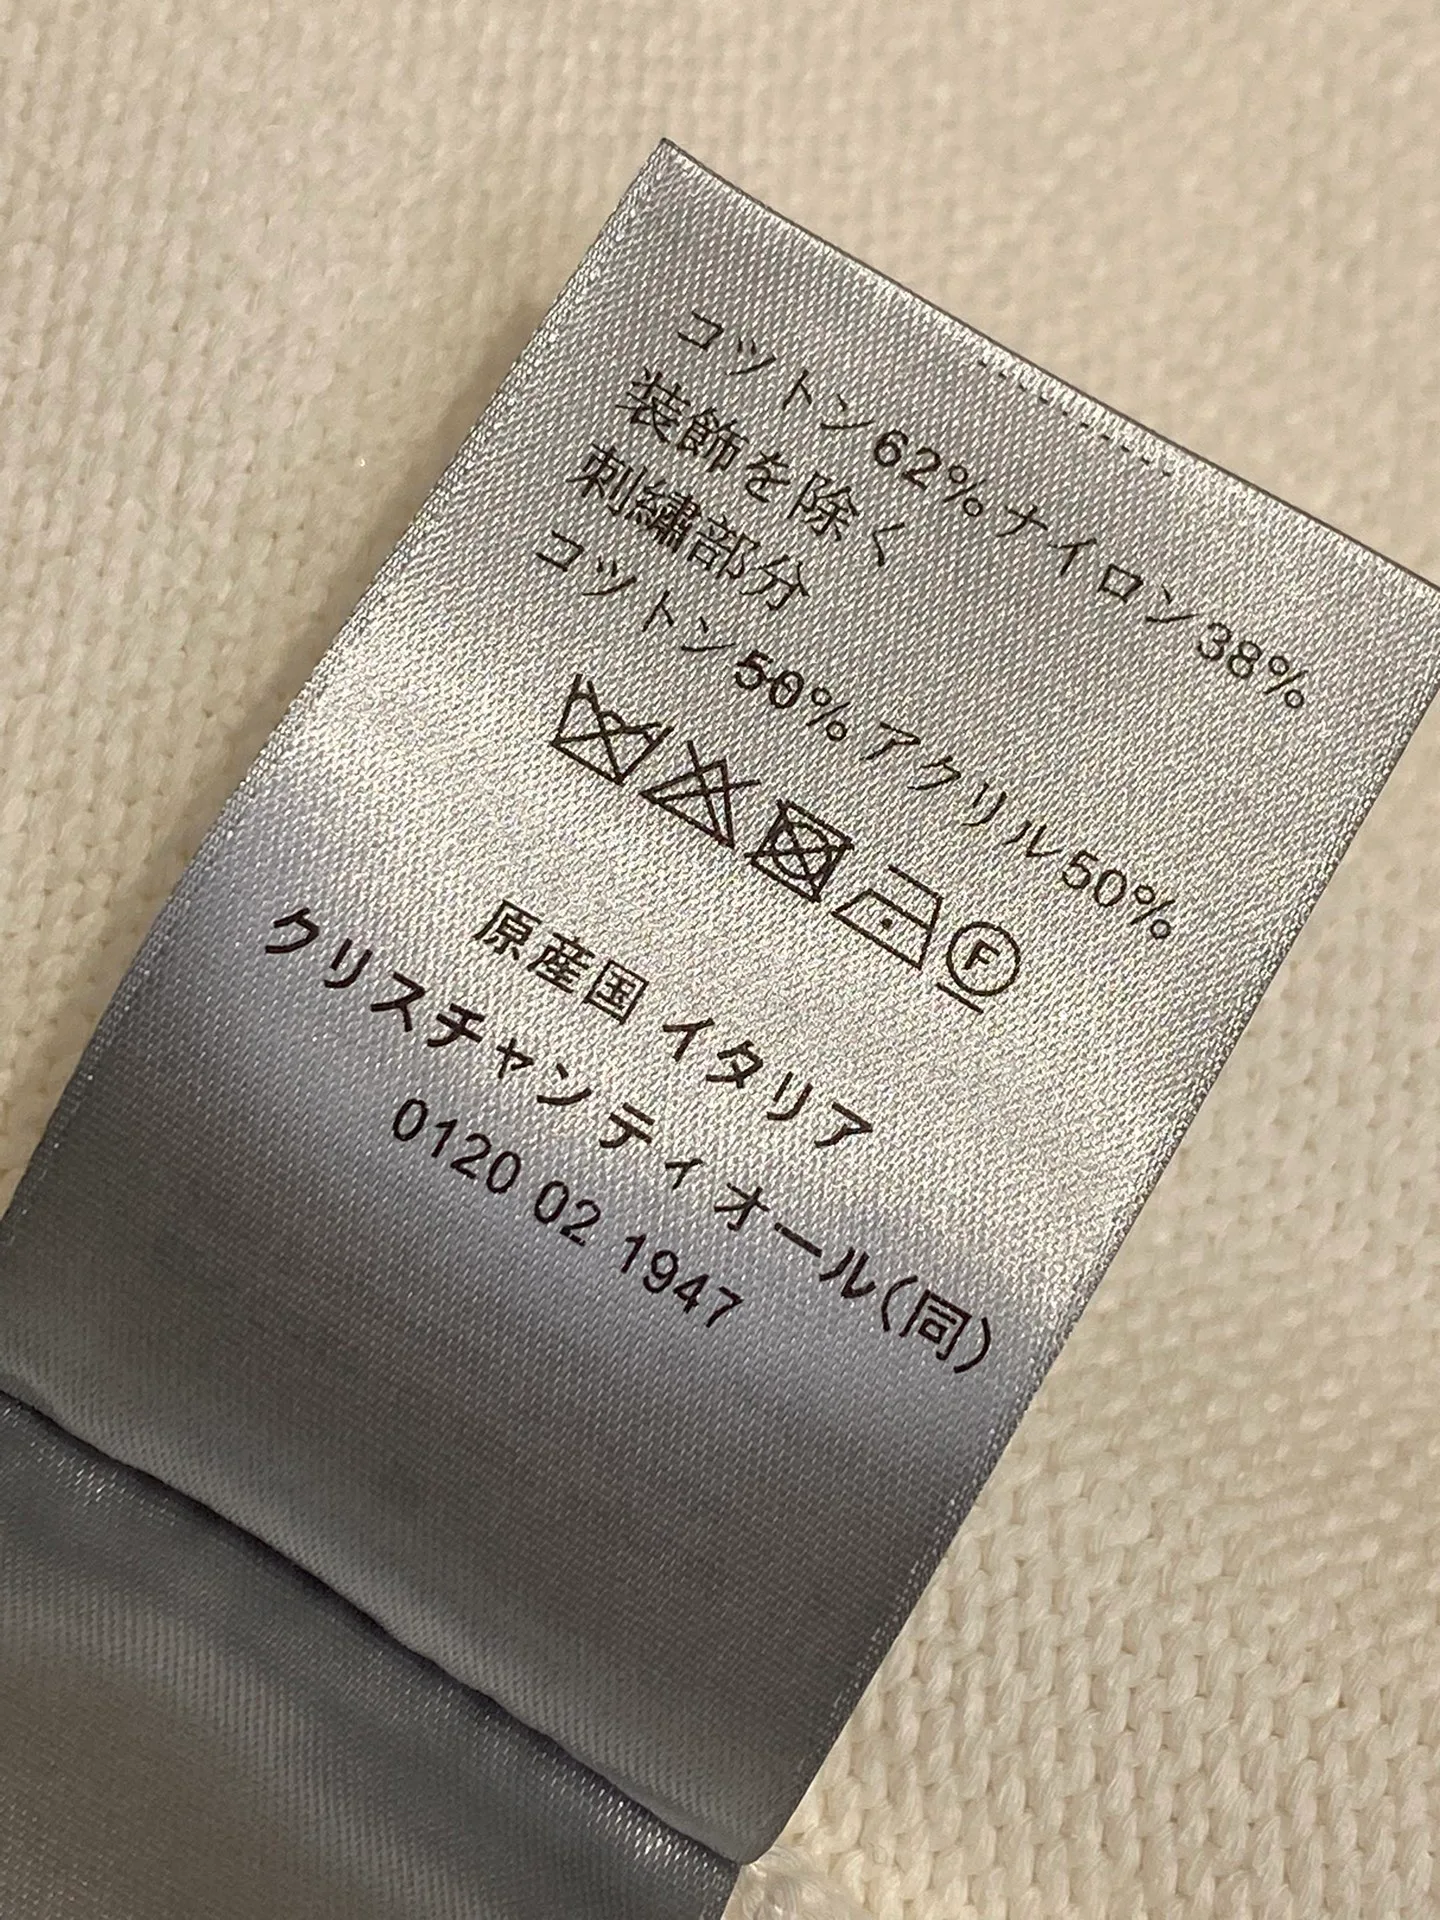 コットン62%ナイロン38%
装飾を除く
刺繍部分
コットン50%アクリル50%
F
原産国 イタリア
クリスチャンディオール(同)
0120 02 1947